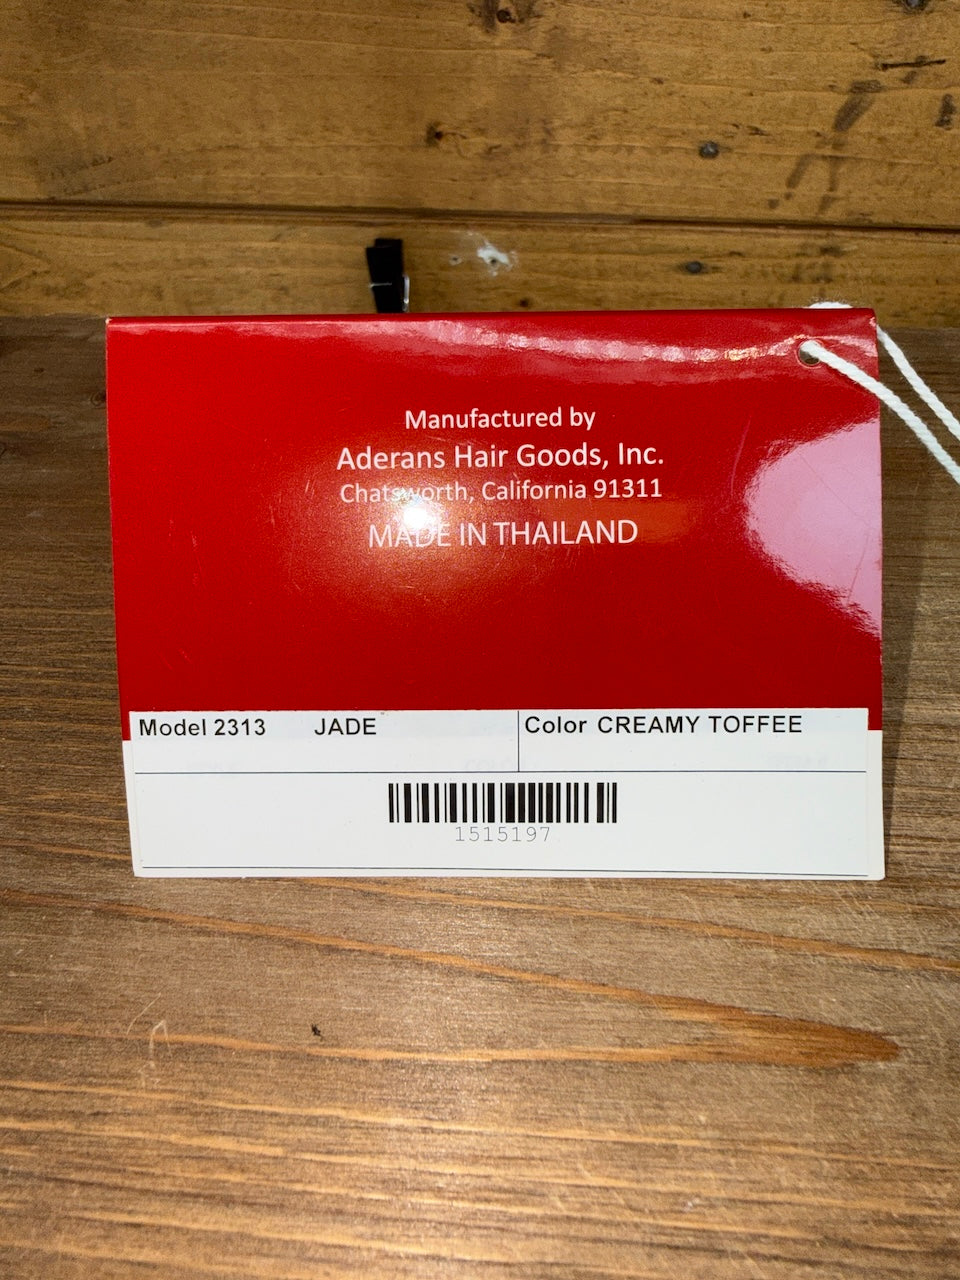 Manufactured by
Aderans Hair Goods, Inc.
Chatsworth, California 91311
MADE IN THAILAND
Model 2313 JADE Color CREAMY TOFFEE
1515197